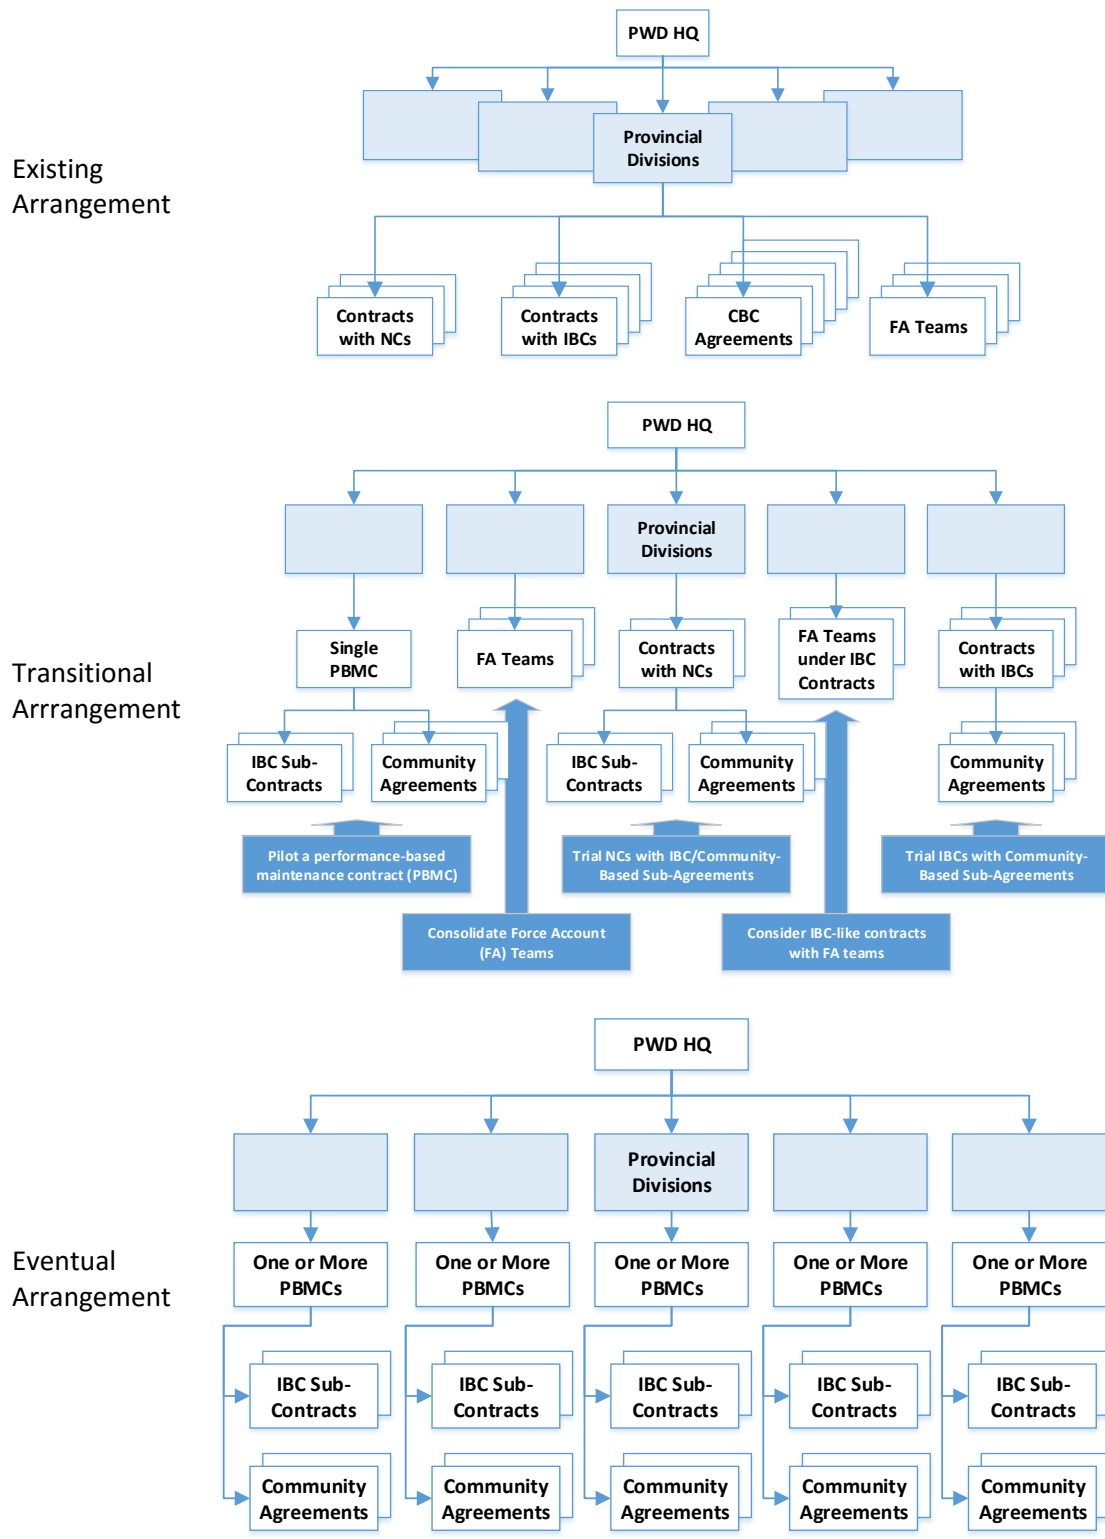 PWD HQ
Existing
Arrangement
Provincial
Divisions
Contracts
with NCs
Contracts
with IBCs
CBC
Agreements
FA Teams
PWD HQ
Provincial
Divisions
Transitional
Arrrangement
Single
PBMC
FA Teams
Contracts
with NCs
FA Teams
under IBC
Contracts
Contracts
with IBCs
IBC Sub-
Contracts
Community
Agreements
IBC Sub-
Contracts
Community
Agreements
Community
Agreements
Pilot a performance-based
maintenance contract (PBMC)
Trial NCs with IBC/Community-
Based Sub-Agreements
Trial IBCs with Community-
Based Sub-Agreements
Consolidate Force Account
(FA) Teams
Consider IBC-like contracts
with FA teams
PWD HQ
Provincial
Divisions
Eventual
Arrangement
One or More
PBMCs
One or More
PBMCs
One or More
PBMCs
One or More
PBMCs
One or More
PBMCs
IBC Sub-
Contracts
IBC Sub-
Contracts
IBC Sub-
Contracts
IBC Sub-
Contracts
IBC Sub-
Contracts
Community
Agreements
Community
Agreements
Community
Agreements
Community
Agreements
Community
Agreements